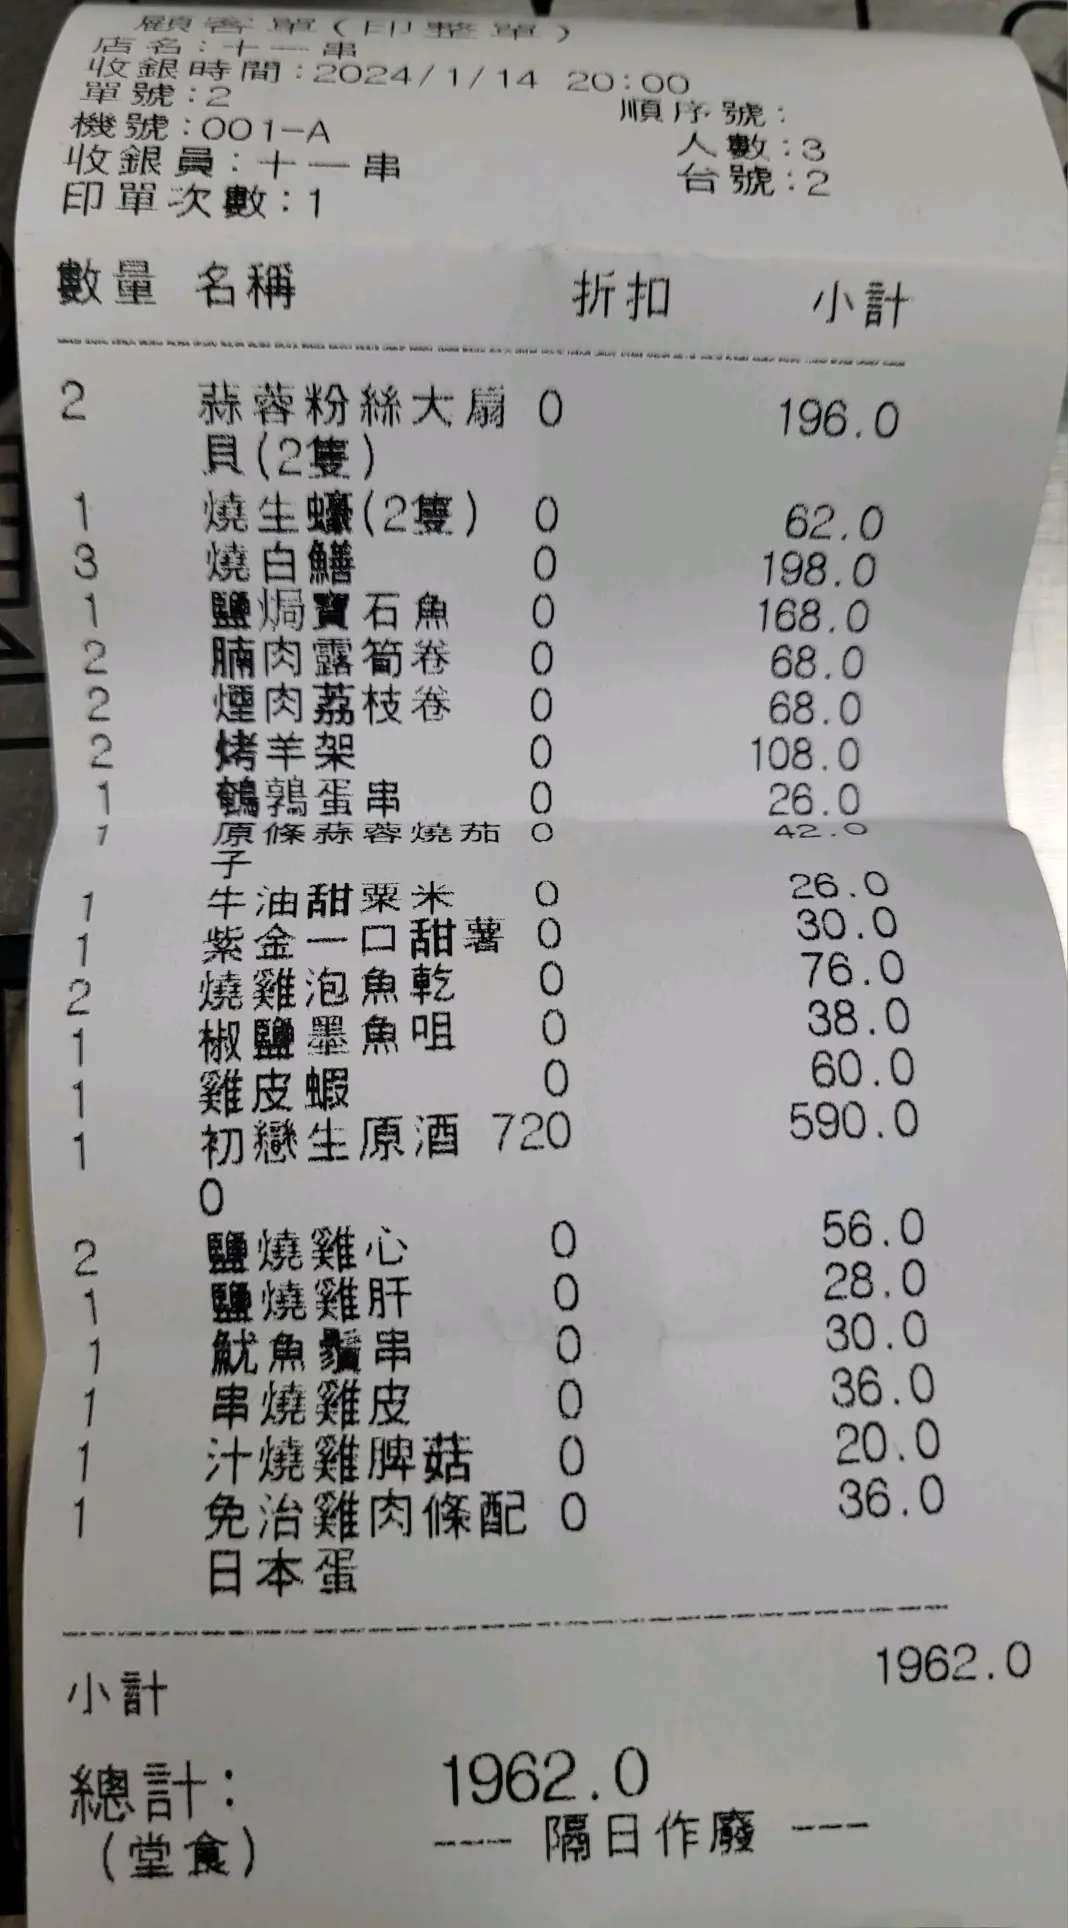 顧客單(印整單)
店名:十一串
收銀時間:2024/1/14 20:00
單號:2 順序號:
機號:001-A 人數:3
收銀員:十一串 台號:2
印單次數:1
數量 名稱 折扣 小計
2 蒜蓉粉絲大扇 0 196.0
貝(2隻)
1 燒生蠔(2隻) 0 62.0
3 燒白鱔 0 198.0
1 鹽焗寶石魚 0 168.0
2 腩肉露筍卷 0 68.0
2 煙肉荔枝卷 0 68.0
2 烤羊架 0 108.0
1 鵪鶉蛋串 0 26.0
1 原條蒜蓉燒茄 0 42.0
子
1 牛油甜粟米 0 26.0
1 紫金一口甜薯 0 30.0
2 燒雞泡魚乾 0 76.0
1 椒鹽墨魚咀 0 38.0
1 雞皮蝦 0 60.0
1 初戀生原酒 720 590.0
0
2 鹽燒雞心 0 56.0
1 鹽燒雞肝 0 28.0
1 魷魚鬚串 0 30.0
1 串燒雞皮 0 36.0
1 汁燒雞脾菇 0 20.0
1 免治雞肉條配 0 36.0
日本蛋
小計 1962.0
總計: 1962.0
(堂食) --- 隔日作廢 ---